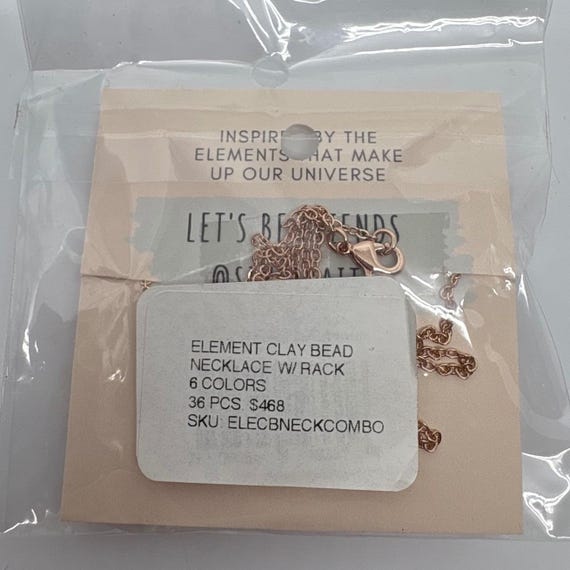 INSPIRED BY THE
ELEMENTS THAT MAKE
UP OUR UNIVERSE
LET'S BE FRIENDS
ELEMENT CLAY BEAD
NECKLACE W/ RACK
6 COLORS
36 PCS. $468
SKU: ELECBNECKCOMBO